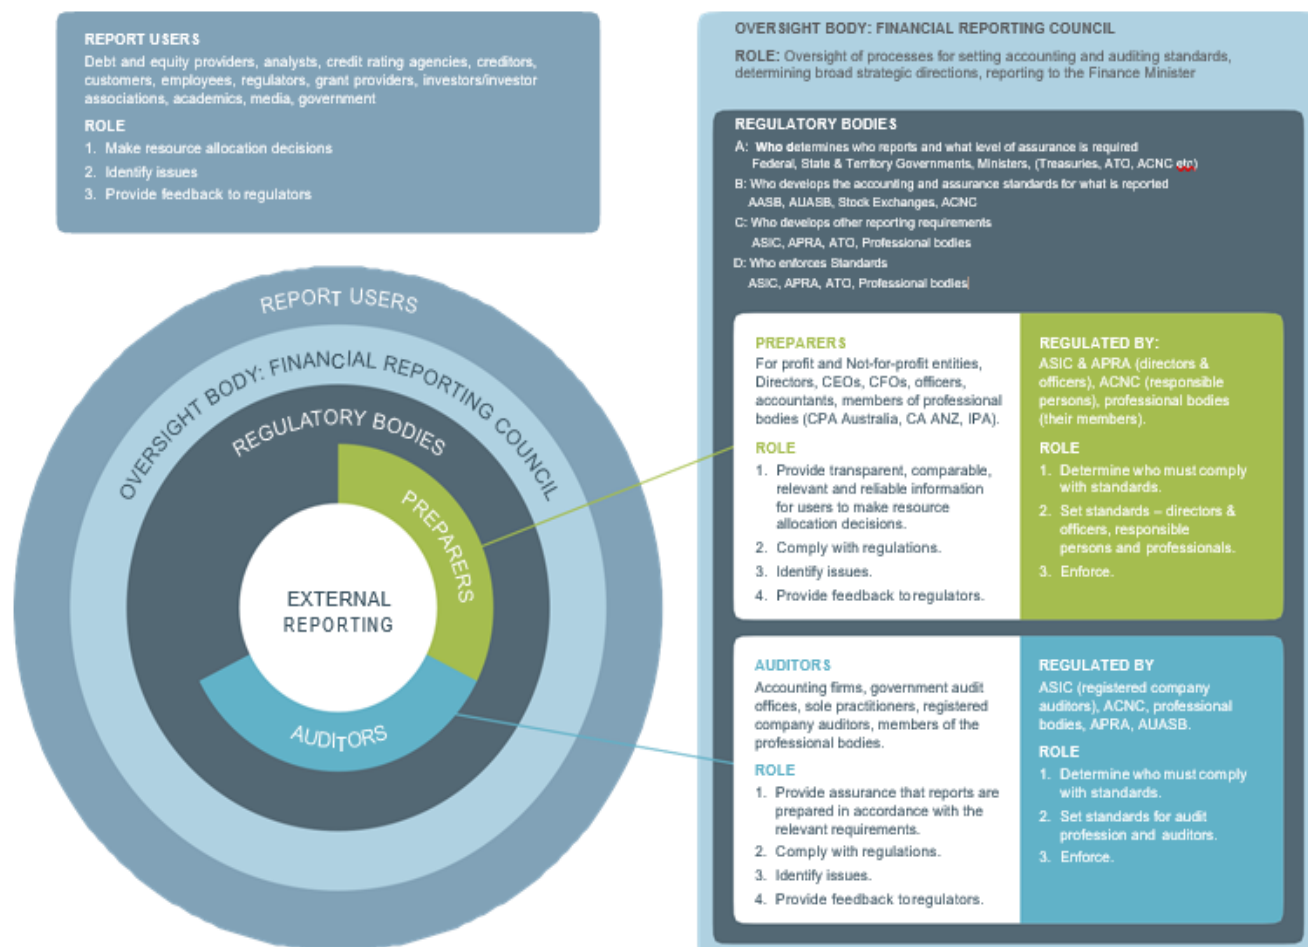 REPORT USERS
Debt and equity providers, analysts, credit rating agencies, creditors,
customers, employees, regulators, grant providers, investors/investor
associations, academics, media, government
ROLE
1. Make resource allocation decisions
2. Identify issues
3. Provide feedback to regulators
REPORT USERS
OVERSIGHT BODY: FINANCIAL REPORTING COUNCIL
REGULATORY BODIES
PREPARERS
EXTERNAL
REPORTING
AUDITORS
OVERSIGHT BODY: FINANCIAL REPORTING COUNCIL
ROLE: Oversight of processes for setting accounting and auditing standards,
determining broad strategic directions, reporting to the Finance Minister
REGULATORY BODIES
A: Who determines who reports and what level of assurance is required
Federal, State & Territory Governments, Ministers, (Treasuries, ATO, ACNC etc)
B: Who develops the accounting and assurance standards for what is reported
AASB, AUASB, Stock Exchanges, ACNC
C: Who develops other reporting requirements
ASIC, APRA, ATO, Professional bodies
D: Who enforces Standards
ASIC, APRA, ATO, Professional bodies
PREPARERS
For profit and Not-for-profit entities,
Directors, CEOs, CFOs, officers,
accountants, members of professional
bodies (CPA Australia, CA ANZ, IPA).
ROLE
1. Provide transparent, comparable,
relevant and reliable information
for users to make resource
allocation decisions.
2. Comply with regulations.
3. Identify issues.
4. Provide feedback to regulators.
REGULATED BY:
ASIC & APRA (directors &
officers), ACNC (responsible
persons), professional bodies
(their members).
ROLE
1. Determine who must comply
with standards.
2. Set standards – directors &
officers, responsible
persons and professionals.
3. Enforce.
AUDITORS
Accounting firms, government audit
offices, sole practitioners, registered
company auditors, members of the
professional bodies.
ROLE
1. Provide assurance that reports are
prepared in accordance with the
relevant requirements.
2. Comply with regulations.
3. Identify issues.
4. Provide feedback to regulators.
REGULATED BY
ASIC (registered company
auditors), ACNC, professional
bodies, APRA, AUASB.
ROLE
1. Determine who must comply
with standards.
2. Set standards for audit
profession and auditors.
3. Enforce.